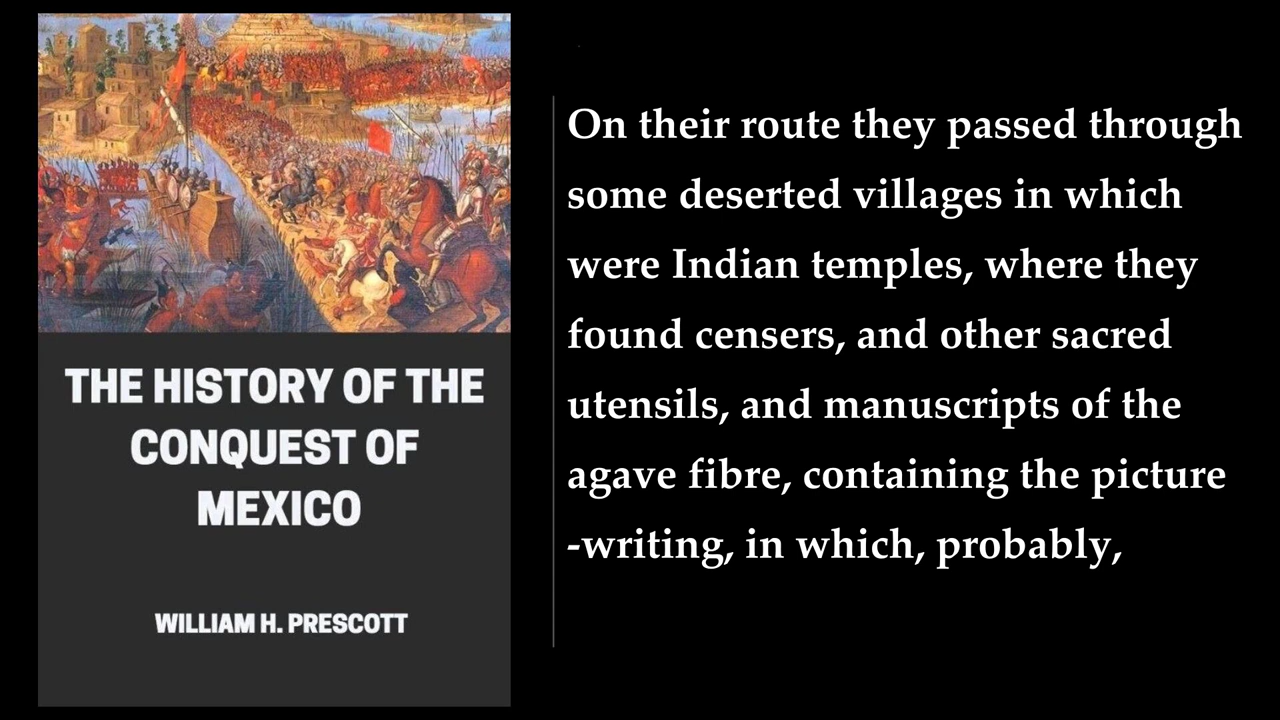 THE HISTORY OF THE
CONQUEST OF
MEXICO
WILLIAM H. PRESCOTT
On their route they passed through
some deserted villages in which
were Indian temples, where they
found censers, and other sacred
utensils, and manuscripts of the
agave fibre, containing the picture
-writing, in which, probably,